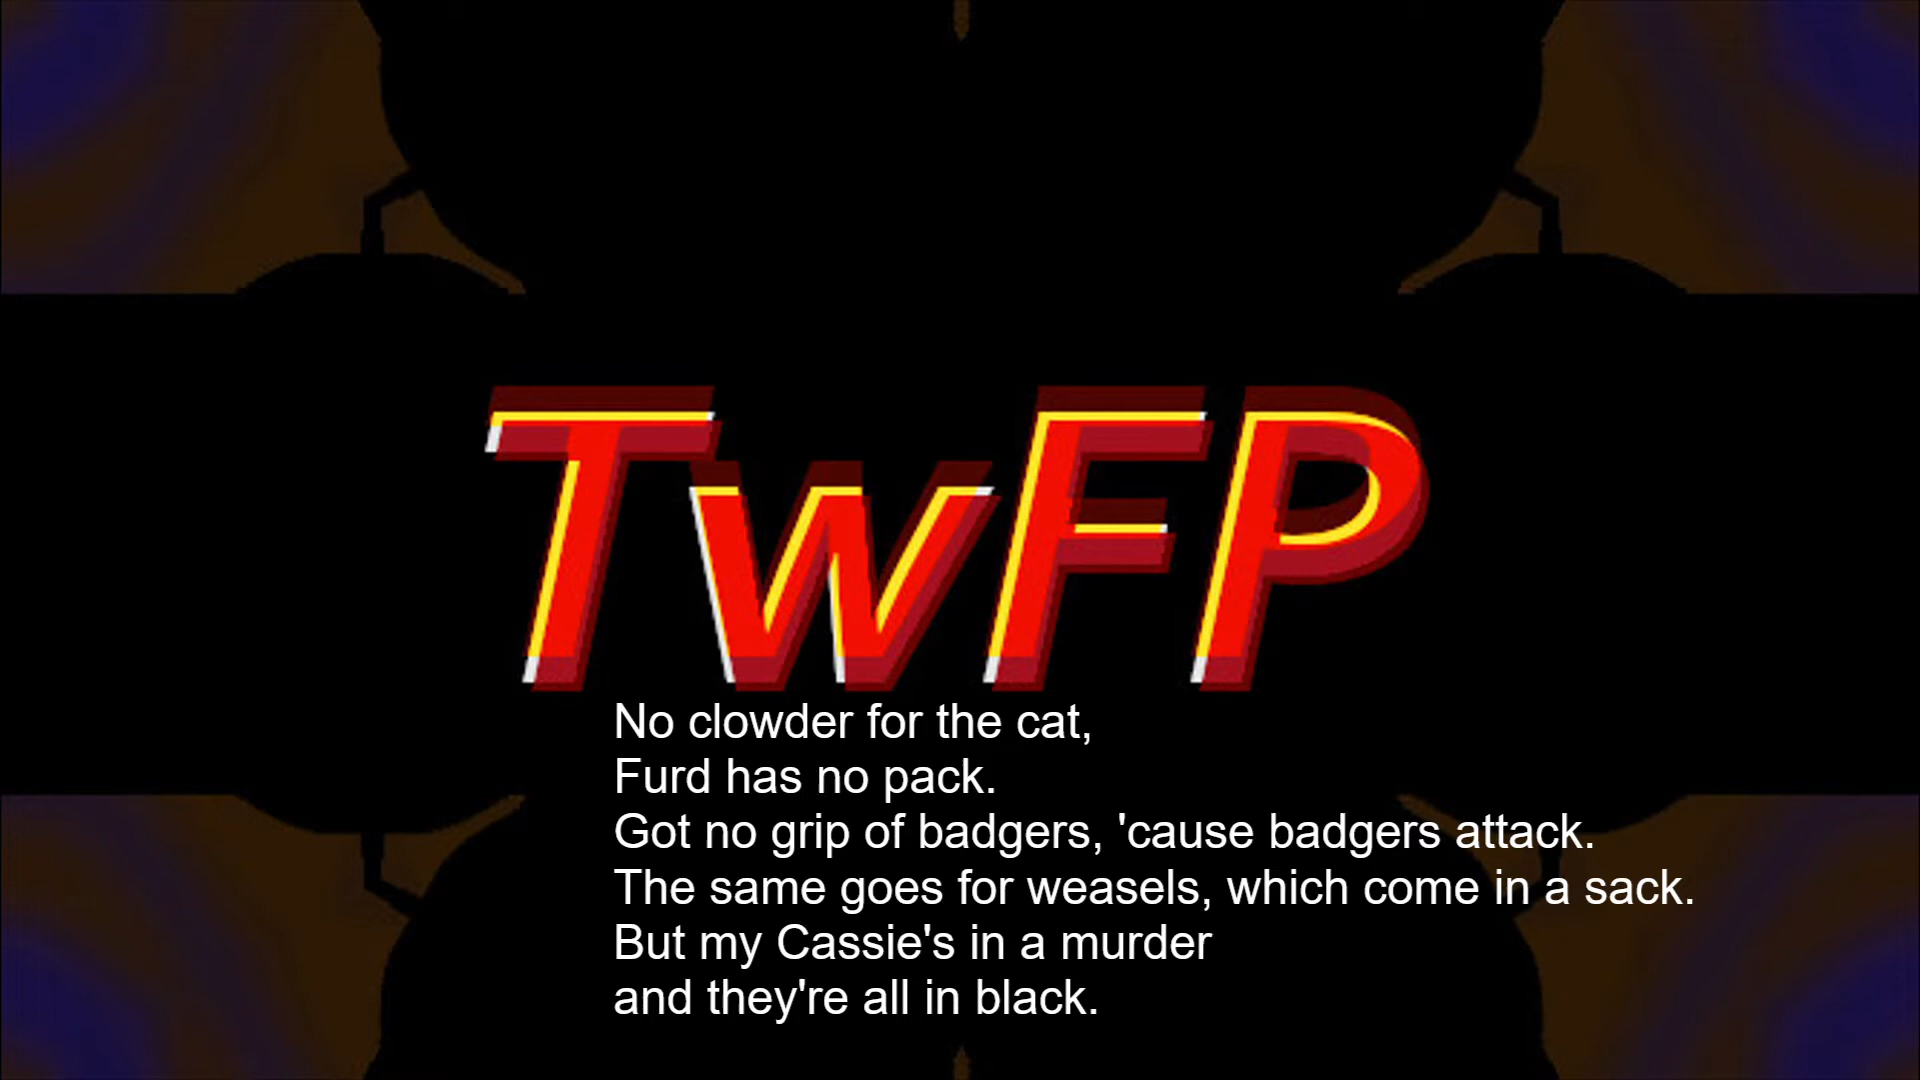 TwFP
No clowder for the cat,
Furd has no pack.
Got no grip of badgers, 'cause badgers attack.
The same goes for weasels, which come in a sack.
But my Cassie's in a murder
and they're all in black.